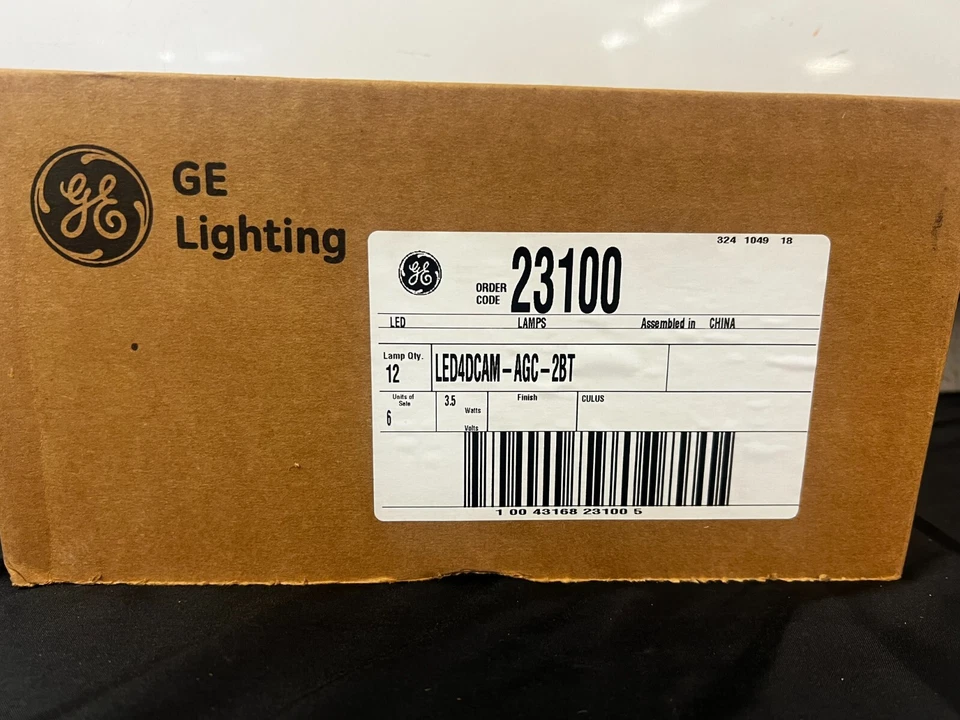 GE
Lighting
324 1049 18
GE
ORDER
CODE
23100
LED LAMPS Assembled in CHINA
Lamp Qty.
12
LED4DCAM-AGC-2BT
Units of
Sale
6
3.5
Watts
Volts
Finish
CULUS
1 00 43168 23100 5